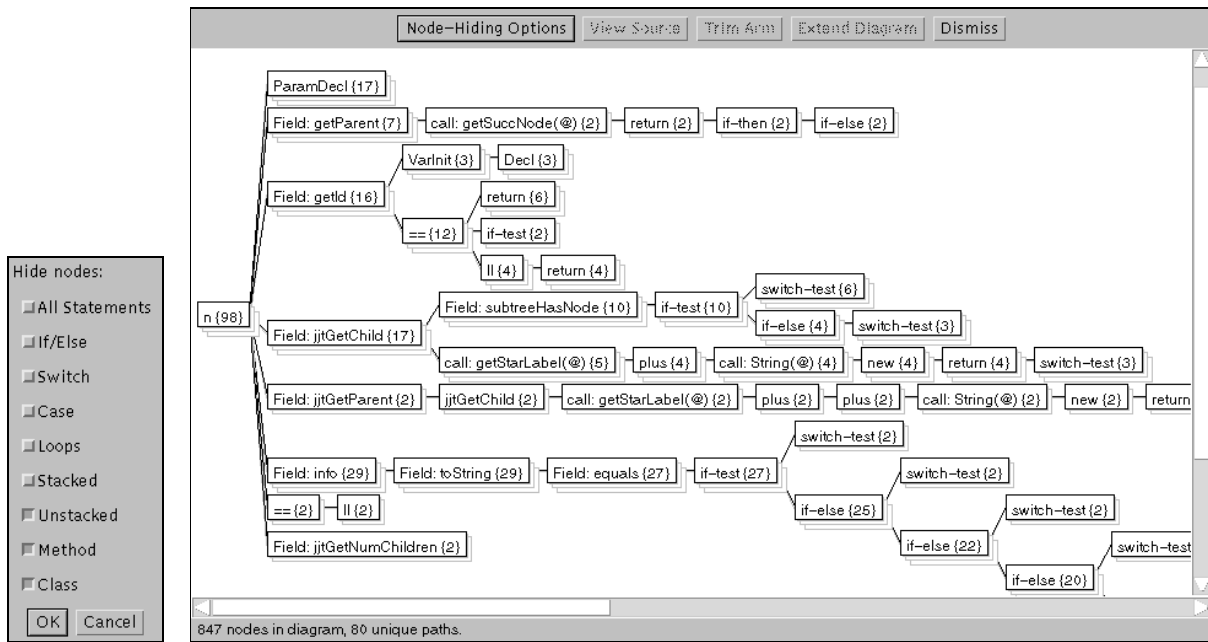 Hide nodes:
All Statements
If/Else
Switch
Case
Loops
Stacked
Unstacked
Method
Class
OK Cancel
Node-Hiding Options View Source Trim Arm Extend Diagram Dismiss
ParamDecl {17}
Field: getParent {7} call: getSuccNode(@) {2} return {2} if-then {2} if-else {2}
VarInit {3} Decl {3}
Field: getId {16} return {6}
== {12} if-test {2}
|| {4} return {4}
n {98}
switch-test {6}
Field: subtreeHasNode {10} if-test {10}
if-else {4} switch-test {3}
Field: jjtGetChild {17}
call: getStarLabel(@) {5} plus {4} call: String(@) {4} new {4} return {4} switch-test {3}
Field: jjtGetParent {2} jjtGetChild {2} call: getStarLabel(@) {2} plus {2} plus {2} call: String(@) {2} new {2} return
switch-test {2}
Field: info {29} Field: toString {29} Field: equals {27} if-test {27} switch-test {2}
== {2} || {2} if-else {25} switch-test {2}
Field: jjtGetNumChildren {2} if-else {22} switch-test
if-else {20}
847 nodes in diagram, 80 unique paths.